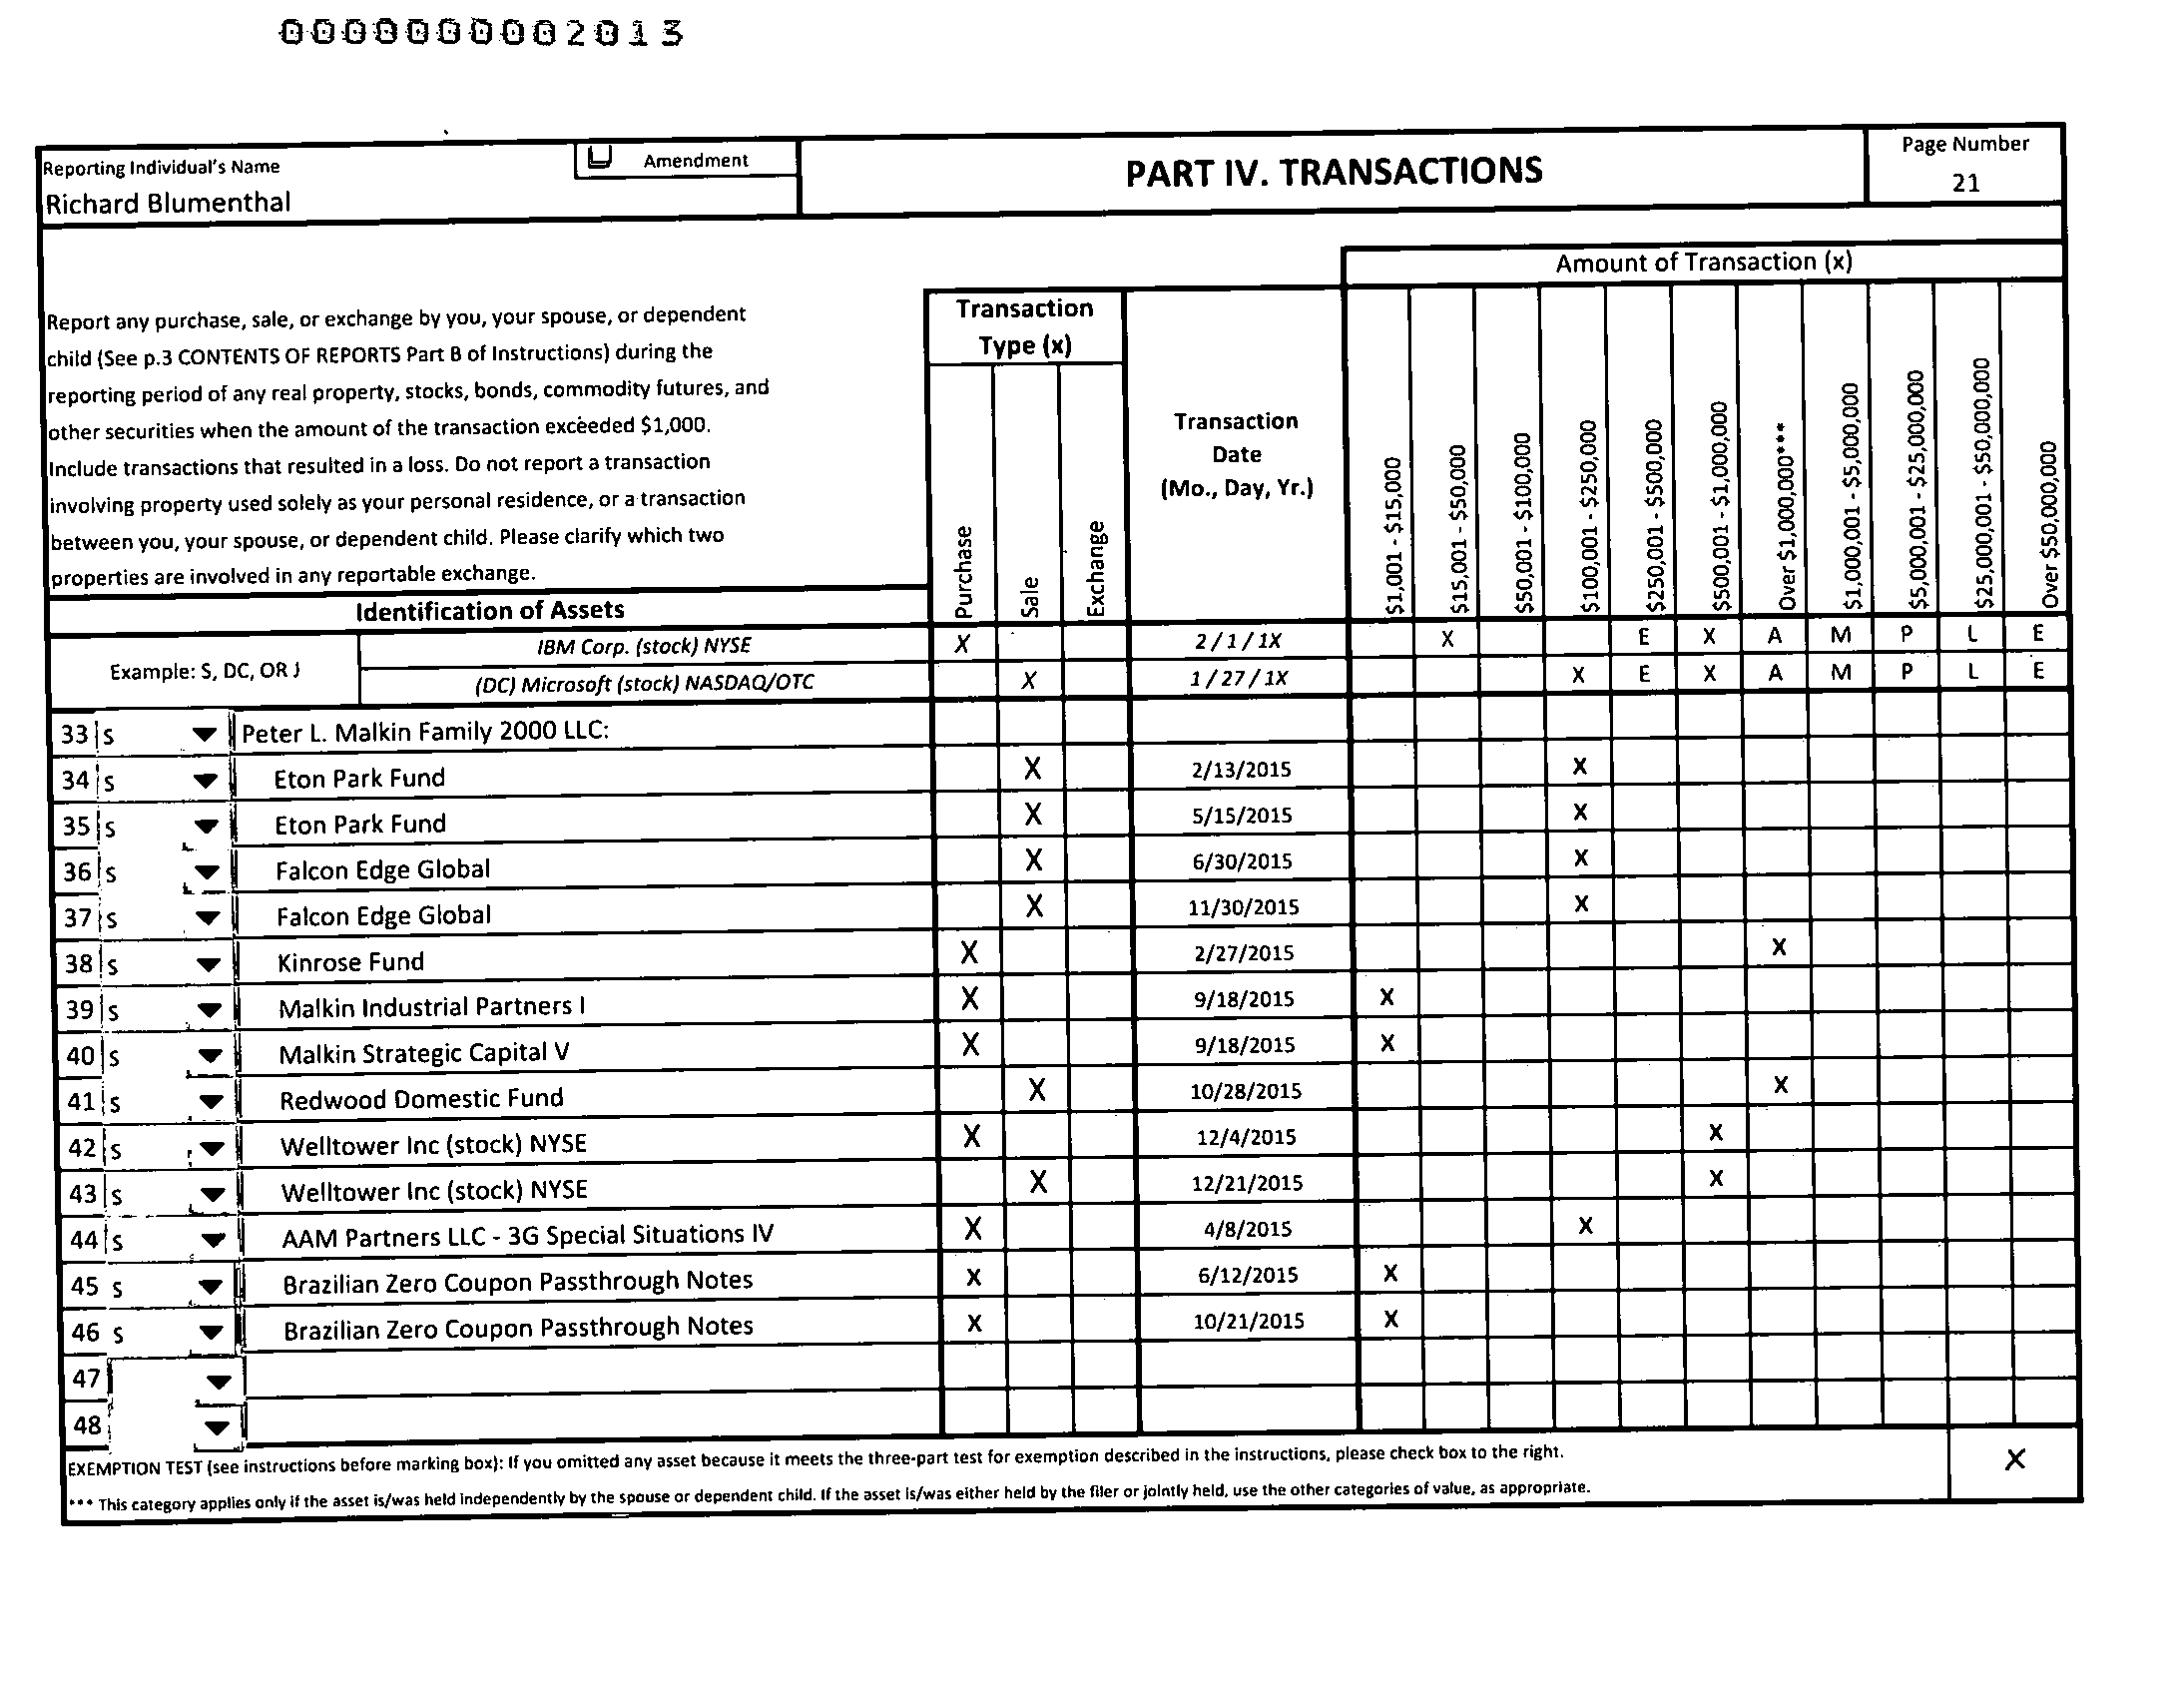 0000000002013
Reporting Individual's Name
Amendment
Richard Blumenthal
PART IV. TRANSACTIONS
Page Number
21
Report any purchase, sale, or exchange by you, your spouse, or dependent
child (See p.3 CONTENTS OF REPORTS Part B of Instructions) during the
reporting period of any real property, stocks, bonds, commodity futures, and
other securities when the amount of the transaction exceeded $1,000.
Include transactions that resulted in a loss. Do not report a transaction
involving property used solely as your personal residence, or a transaction
between you, your spouse, or dependent child. Please clarify which two
properties are involved in any reportable exchange.
Identification of Assets
Transaction
Type (x)
Purchase
Sale
Exchange
Transaction
Date
(Mo., Day, Yr.)
Amount of Transaction (x)
$1,001 - $15,000
$15,001 - $50,000
$50,001 - $100,000
$100,001 - $250,000
$250,001 - $500,000
$500,001 - $1,000,000
Over $1,000,000***
$1,000,001 - $5,000,000
$5,000,001 - $25,000,000
$25,000,001 - $50,000,000
Over $50,000,000
Example: S, DC, OR J
IBM Corp. (stock) NYSE X 2 / 1 / 1X X E X A M P L E
(DC) Microsoft (stock) NASDAQ/OTC X 1 / 27 / 1X X E X A M P L E
33 S Peter L. Malkin Family 2000 LLC:
34 S Eton Park Fund X 2/13/2015 X
35 S Eton Park Fund X 5/15/2015 X
36 S Falcon Edge Global X 6/30/2015 X
37 S Falcon Edge Global X 11/30/2015 X
38 S Kinrose Fund X 2/27/2015 X
39 S Malkin Industrial Partners I X 9/18/2015 X
40 S Malkin Strategic Capital V X 9/18/2015 X
41 S Redwood Domestic Fund X 10/28/2015 X
42 S Welltower Inc (stock) NYSE X 12/4/2015 X
43 S Welltower Inc (stock) NYSE X 12/21/2015 X
44 S AAM Partners LLC - 3G Special Situations IV X 4/8/2015 X
45 S Brazilian Zero Coupon Passthrough Notes X 6/12/2015 X
46 S Brazilian Zero Coupon Passthrough Notes X 10/21/2015 X
47
48
EXEMPTION TEST (see instructions before marking box): If you omitted any asset because it meets the three-part test for exemption described in the instructions, please check box to the right. X
*** This category applies only if the asset is/was held independently by the spouse or dependent child. If the asset is/was either held by the filer or jointly held, use the other categories of value, as appropriate.